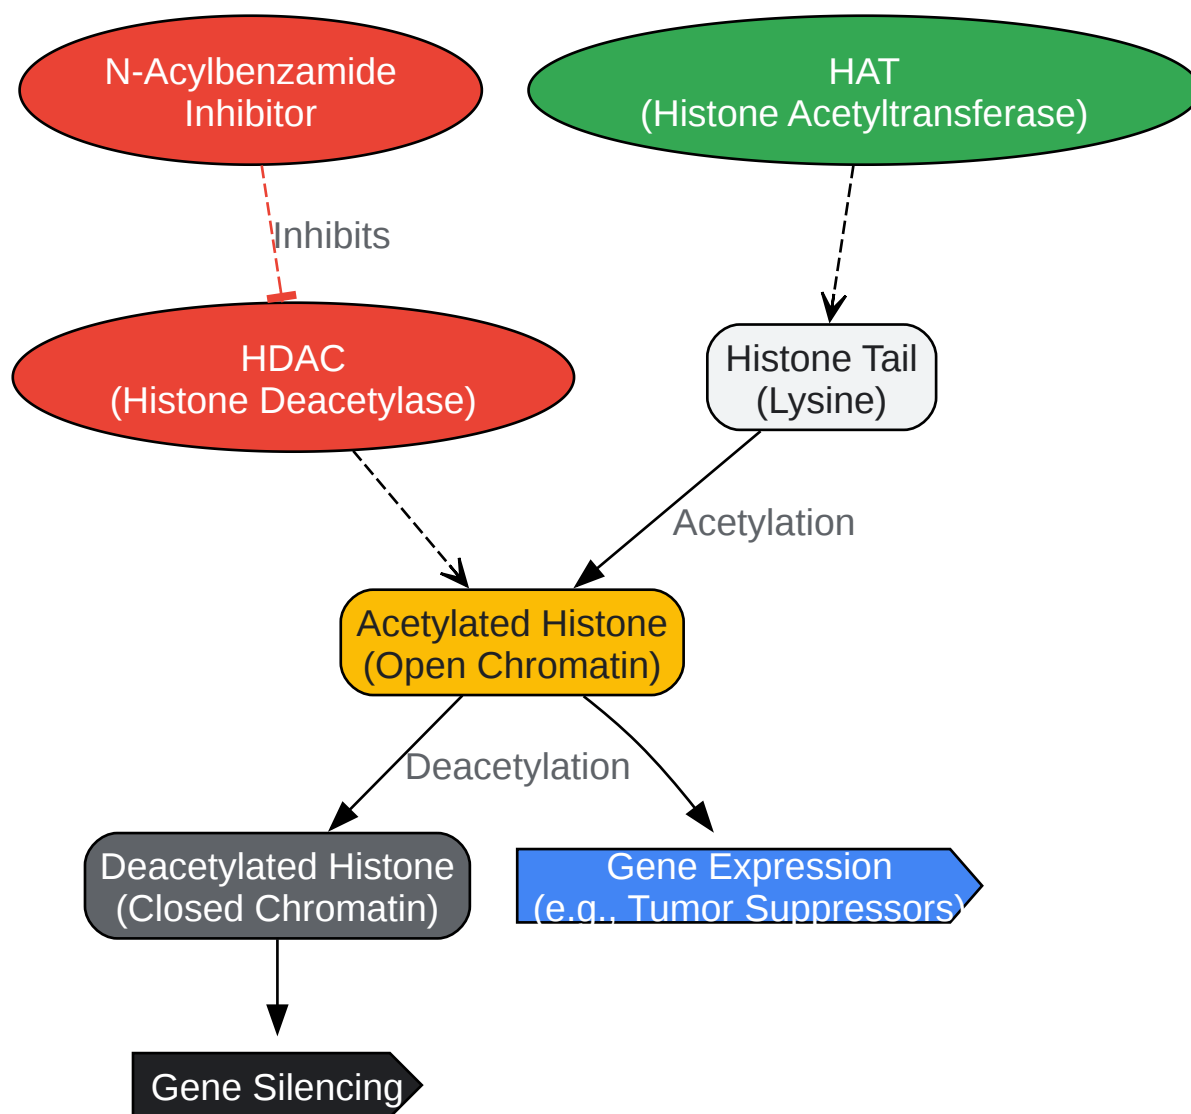 N-Acylbenzamide
Inhibitor
HAT
(Histone Acetyltransferase)
Inhibits
HDAC
(Histone Deacetylase)
Histone Tail
(Lysine)
Acetylation
Acetylated Histone
(Open Chromatin)
Deacetylation
Deacetylated Histone
(Closed Chromatin)
Gene Expression
(e.g., Tumor Suppressors)
Gene Silencing